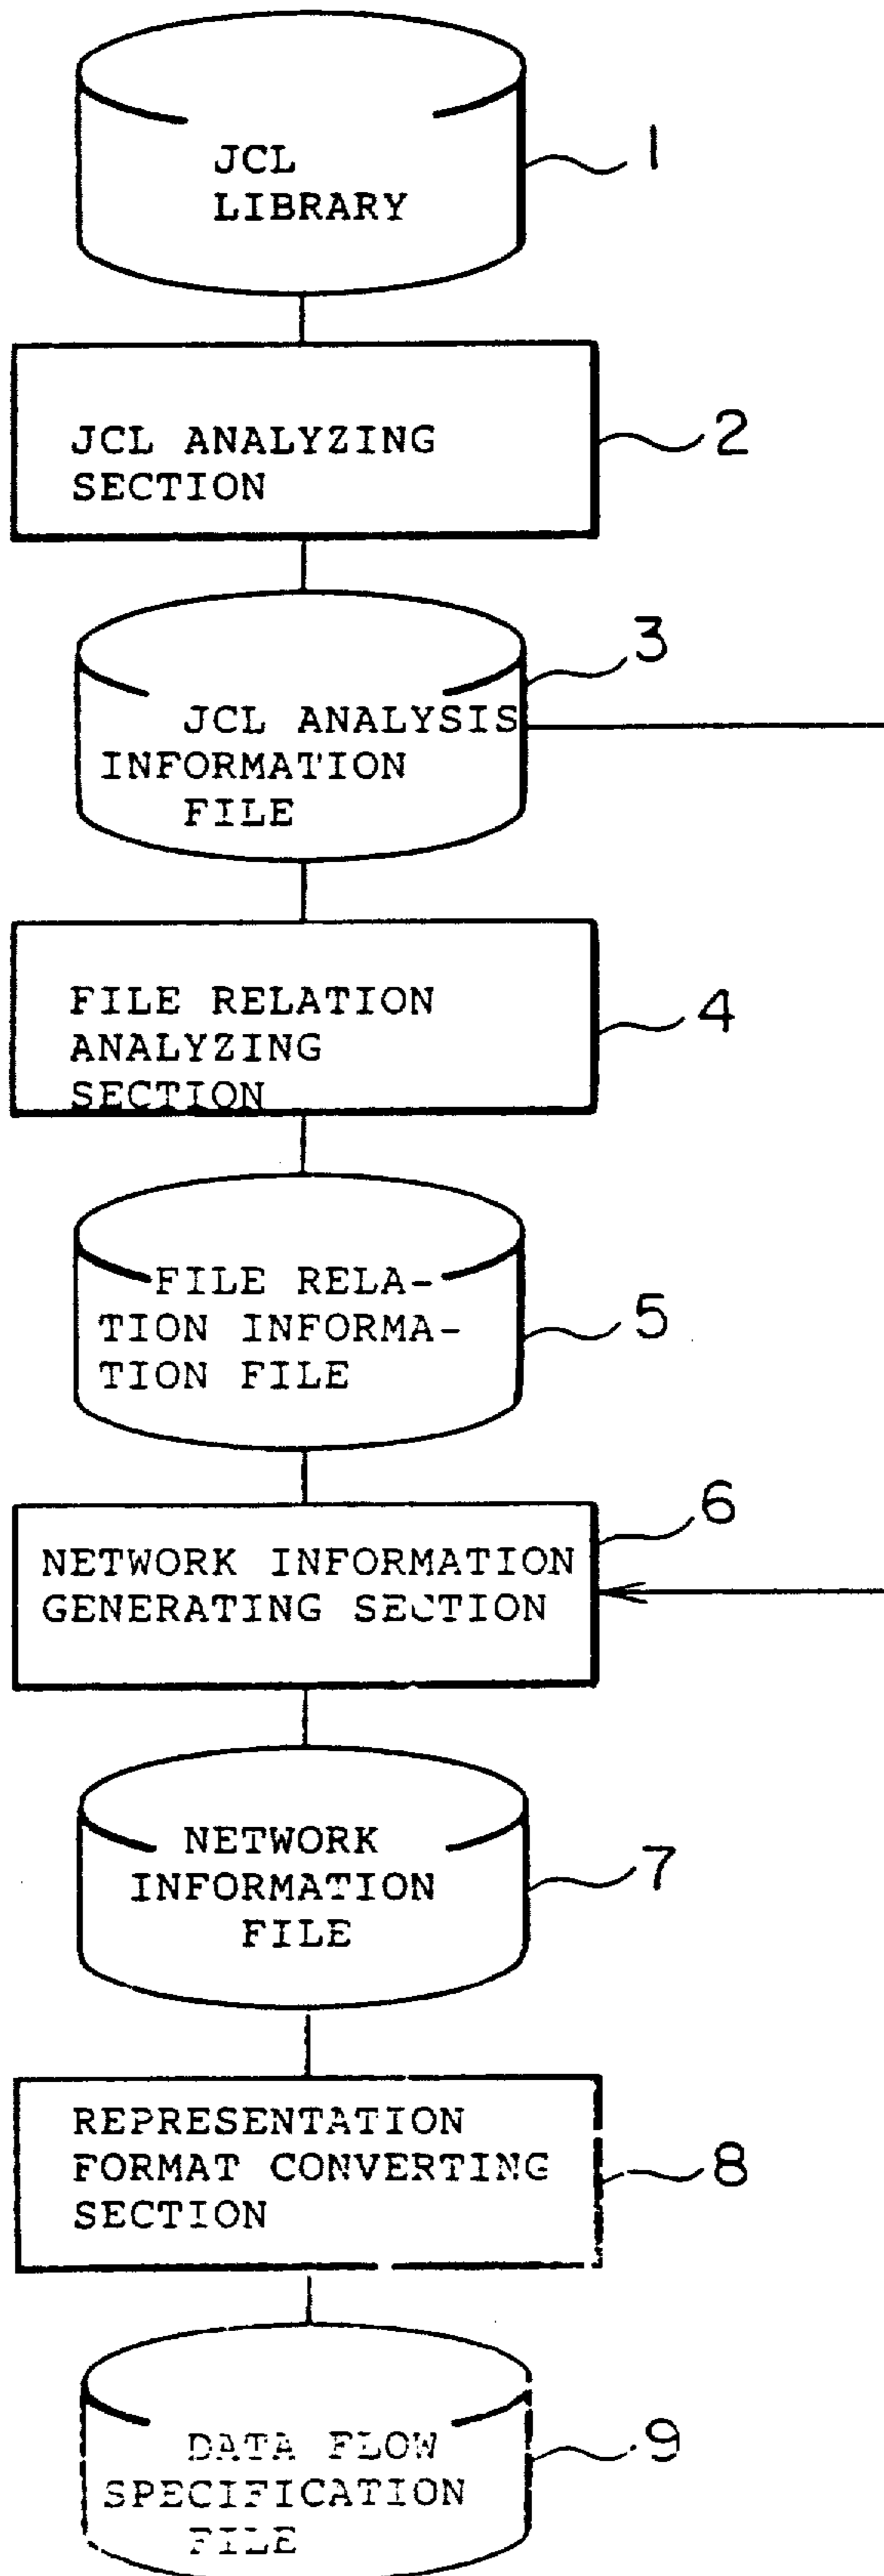 JCL
LIBRARY
1
JCL ANALYZING
SECTION
2
3
JCL ANALYSIS
INFORMATION
FILE
FILE RELATION
ANALYZING
SECTION
4
FILE RELA-
TION INFORMA-
TION FILE
5
6
NETWORK INFORMATION
GENERATING SECTION
NETWORK
INFORMATION
FILE
7
REPRESENTATION
FORMAT CONVERTING
SECTION
8
DATA FLOW
SPECIFICATION
FILE
9